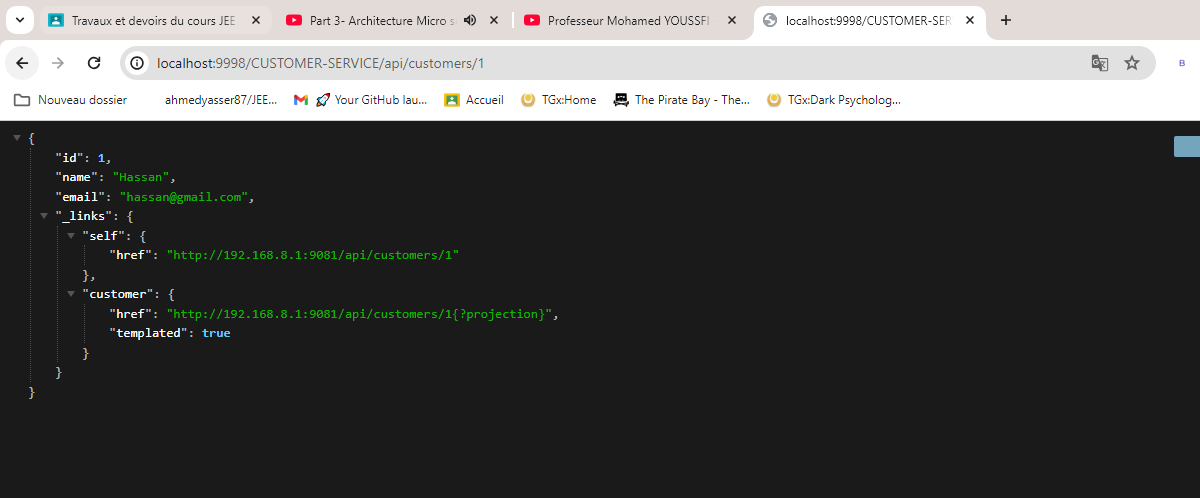 Travaux et devoirs du cours JEE
Part 3- Architecture Micro s
Professeur Mohamed YOUSSFI
localhost:9998/CUSTOMER-SER
localhost:9998/CUSTOMER-SERVICE/api/customers/1
B
Nouveau dossier
ahmedyasser87/JEE...
Your GitHub lau...
Accueil
TGx:Home
The Pirate Bay - The...
TGx:Dark Psycholog...
{
"id": 1,
"name": "Hassan",
"email": "hassan@gmail.com",
"_links": {
"self": {
"href": "http://192.168.8.1:9081/api/customers/1"
},
"customer": {
"href": "http://192.168.8.1:9081/api/customers/1{?projection}",
"templated": true
}
}
}